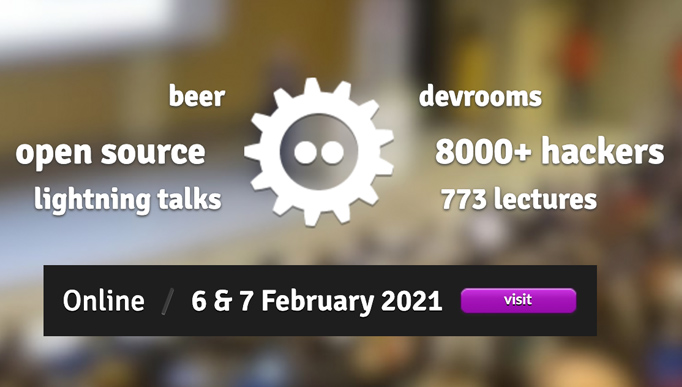 beer
devrooms
open source
8000+ hackers
lightning talks
773 lectures
Online / 6 & 7 February 2021
visit